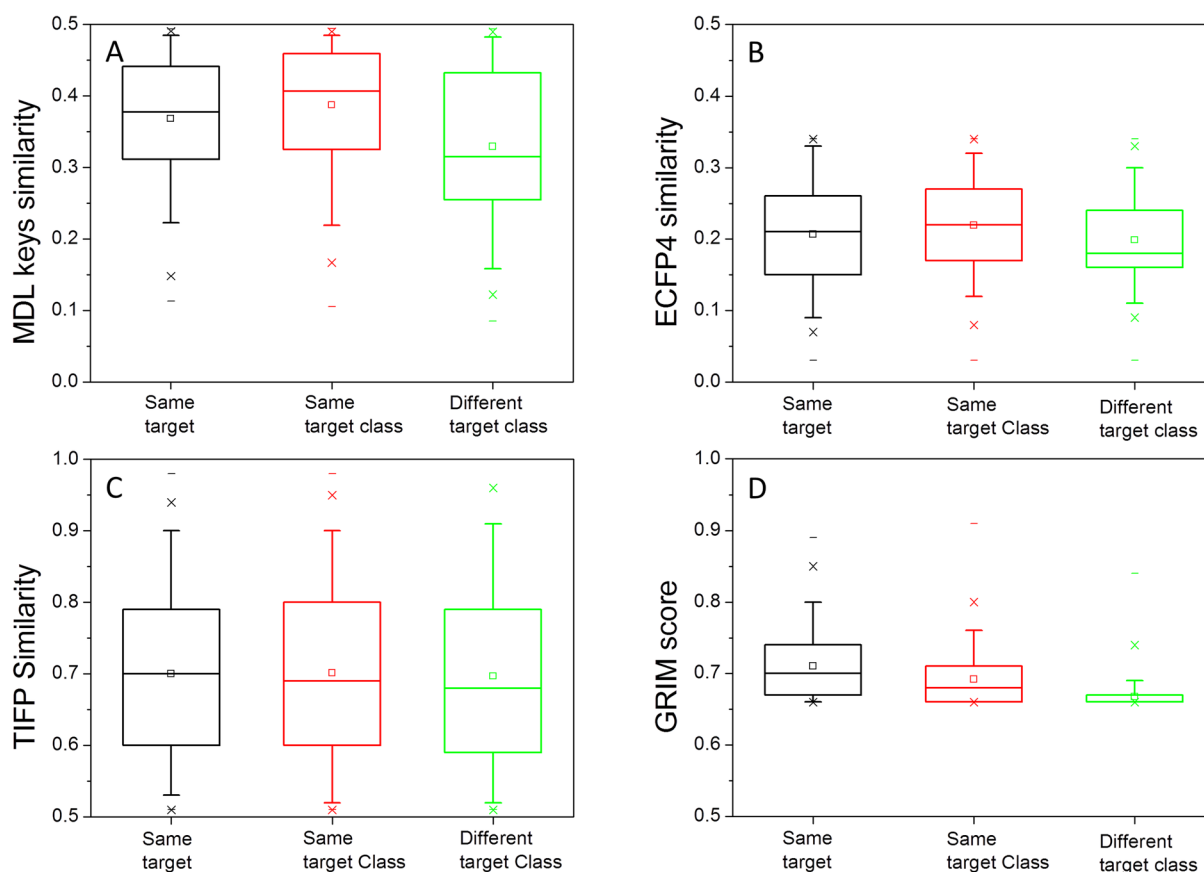 A
MDL keys similarity
0.5
0.4
0.3
0.2
0.1
0.0
Same
target
Same
target class
Different
target class
B
ECFP4 similarity
0.5
0.4
0.3
0.2
0.1
0.0
Same
target
Same
target Class
Different
target class
C
TIFP Similarity
1.0
0.9
0.8
0.7
0.6
0.5
Same
target
Same
target Class
Different
target Class
D
GRIM score
1.0
0.9
0.8
0.7
0.6
0.5
Same
target
Same
target Class
Different
target class